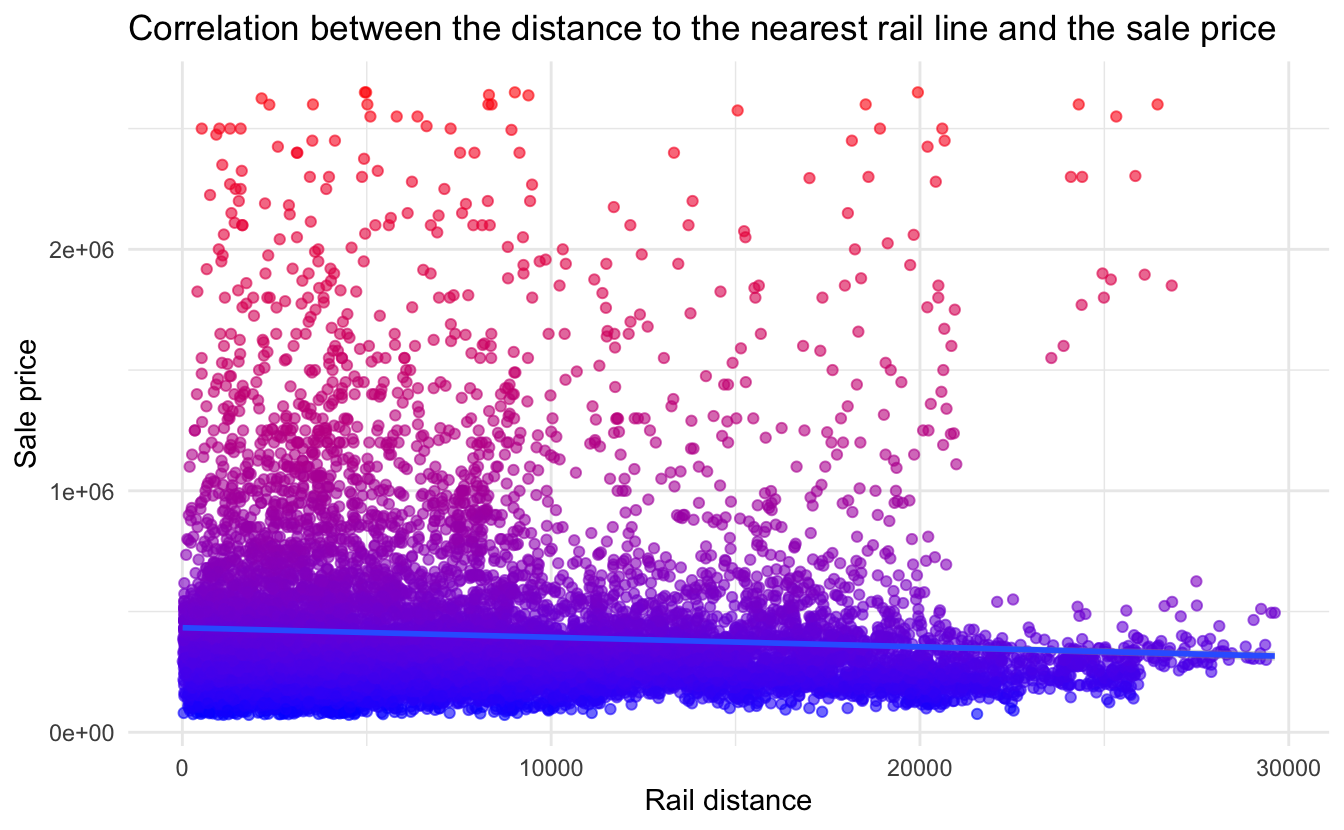 Correlation between the distance to the nearest rail line and the sale price
Sale price
2e+06
1e+06
0e+00
0
10000
20000
30000
Rail distance